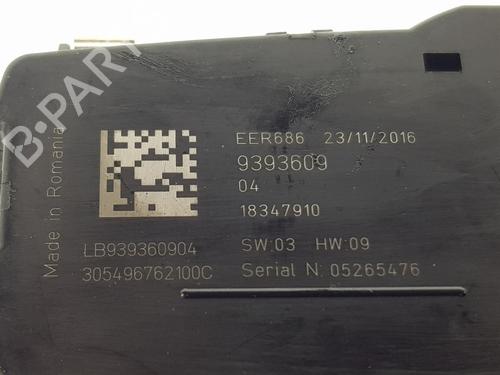 B-PARTS
Made in Romania
EER686 23/11/2016
9393609
04
18347910
LB939360904
305496762100C
SW:03 HW:09
Serial N: 05265476